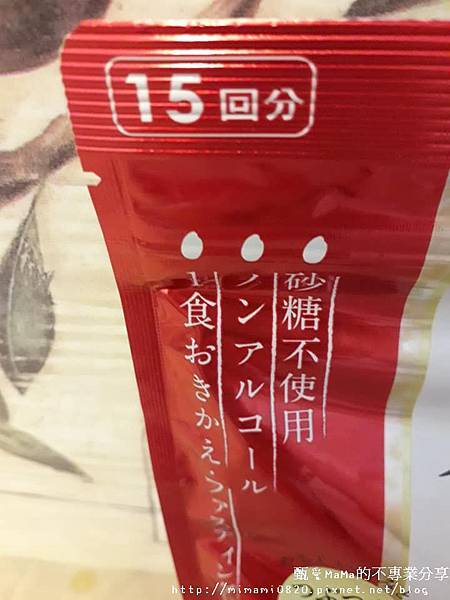 15回分
砂糖不使用
ノンアルコール
1食おきかえ・ファスティン
甄MaMa的不專業分享
http://mimami0820.pixnet.net/blog